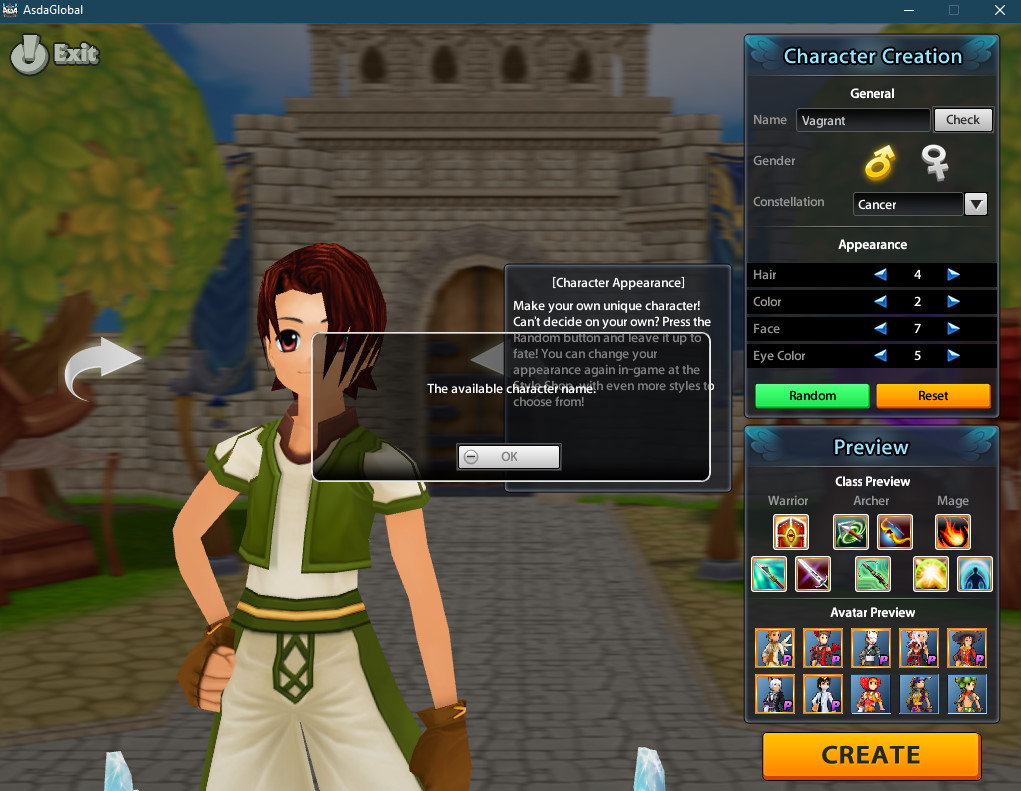 AsdaGlobal
Exit
Character Creation
General
Name Vagrant Check
Gender
Constellation Cancer
Appearance
Hair 4
Color 2
Face 7
Eye Color 5
Random Reset
[Character Appearance]
Make your own unique character!
Can't decide on your own? Press the
Random button and leave it up to
fate! You can change your
appearance again in-game at the
Style Shop, with even more styles to
choose from!
The available character name.
OK
Preview
Class Preview
Warrior Archer Mage
Avatar Preview
P P P P P
P P
CREATE